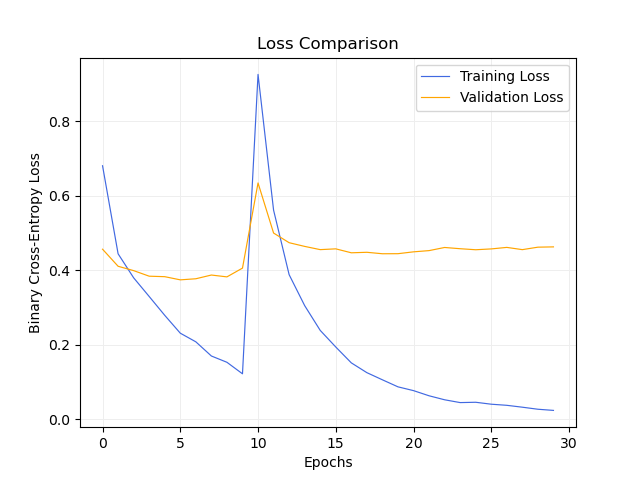 Loss Comparison
Training Loss
Validation Loss
Binary Cross-Entropy Loss
0.8
0.6
0.4
0.2
0.0
0
5
10
15
20
25
30
Epochs